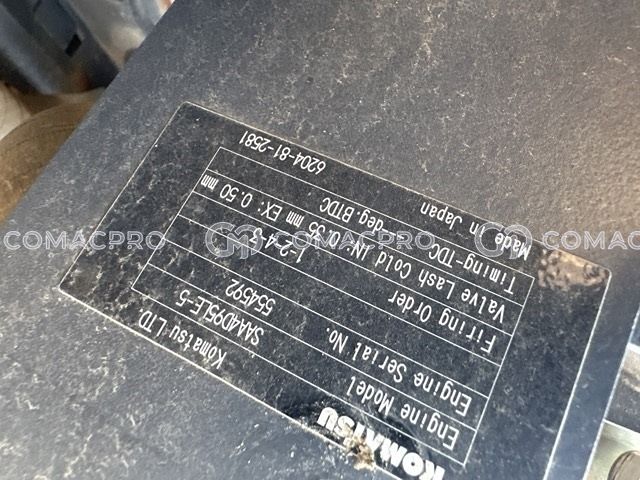 KOMATSU
Komatsu LTD.
Engine Model SAA4D95LE-5
Engine Serial No. 554592
Firing Order 1-2-4-3
Valve Lash Cold IN: 0.35 mm EX: 0.50 mm
Timing-TDC deg. BTDC
Made in Japan 6204-81-2581
COMACPRO COMACPRO